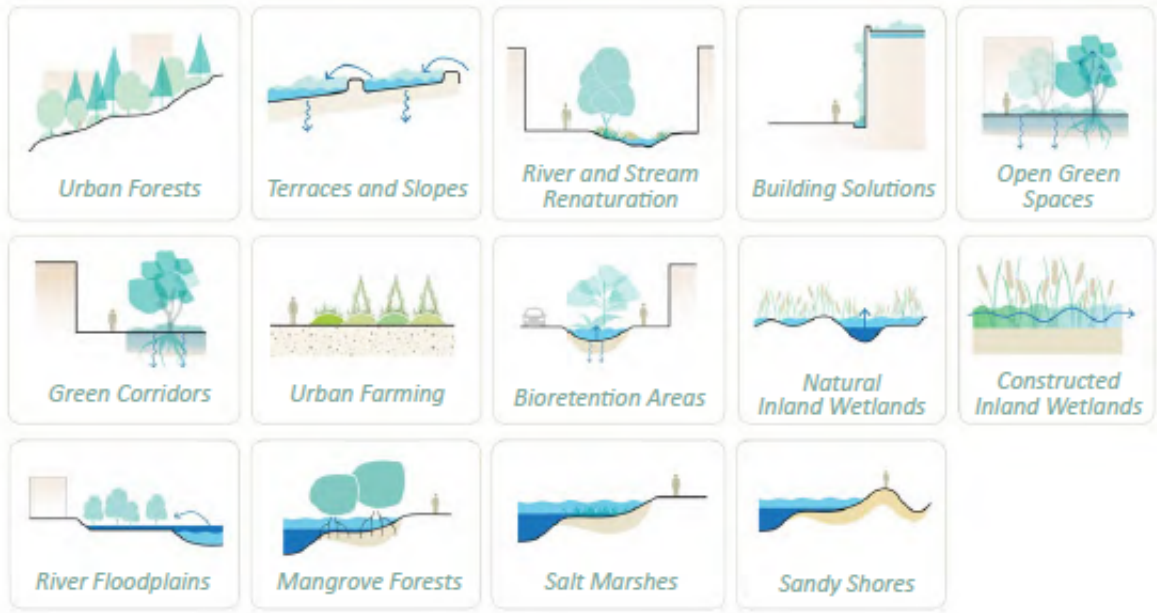 Urban Forests
Terraces and Slopes
River and Stream
Renaturation
Building Solutions
Open Green
Spaces
Green Corridors
Urban Farming
Bioretention Areas
Natural
Inland Wetlands
Constructed
Inland Wetlands
River Floodplains
Mangrove Forests
Salt Marshes
Sandy Shores